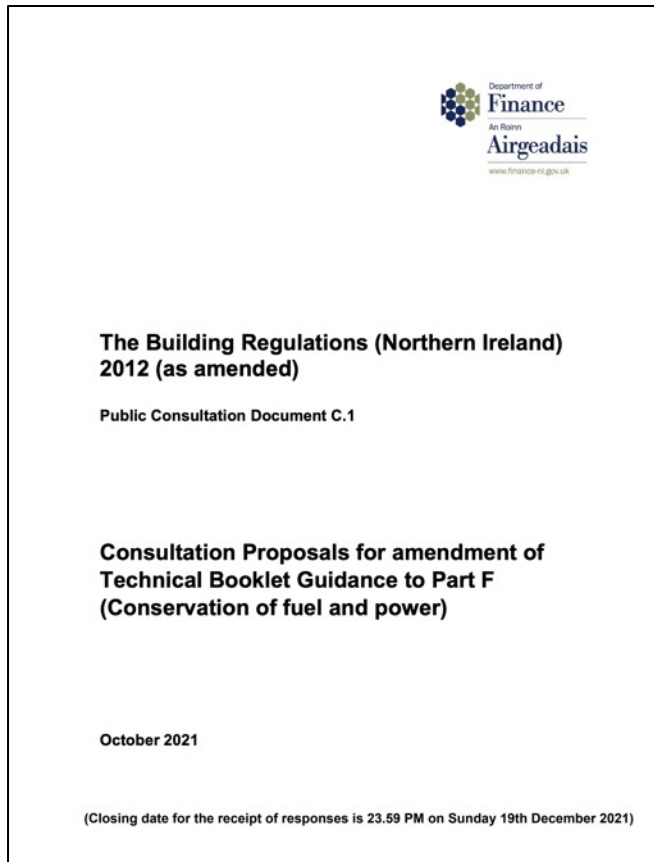 Department of
Finance
An Roinn
Airgeadais
www.finance-ni.gov.uk
The Building Regulations (Northern Ireland)
2012 (as amended)
Public Consultation Document C.1
Consultation Proposals for amendment of
Technical Booklet Guidance to Part F
(Conservation of fuel and power)
October 2021
(Closing date for the receipt of responses is 23.59 PM on Sunday 19th December 2021)